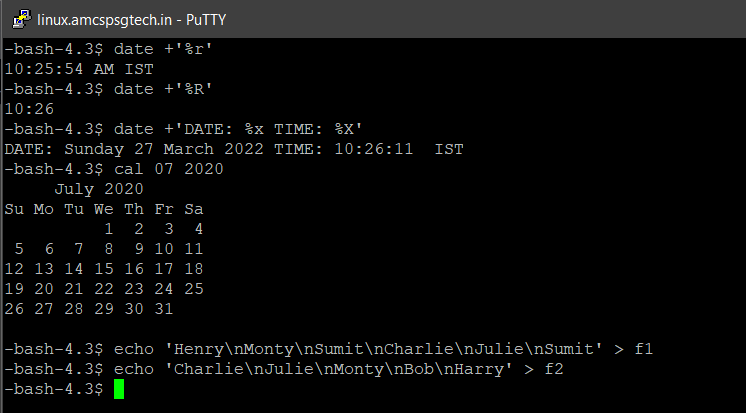 linux.amcspsgtech.in - PuTTY
-bash-4.3$ date +'%r'
10:25:54 AM IST
-bash-4.3$ date +'%R'
10:26
-bash-4.3$ date +'DATE: %x TIME: %X'
DATE: Sunday 27 March 2022 TIME: 10:26:11  IST
-bash-4.3$ cal 07 2020
     July 2020
Su Mo Tu We Th Fr Sa
          1  2  3  4
 5  6  7  8  9 10 11
12 13 14 15 16 17 18
19 20 21 22 23 24 25
26 27 28 29 30 31
-bash-4.3$ echo 'Henry\nMonty\nSumit\nCharlie\nJulie\nSumit' > f1
-bash-4.3$ echo 'Charlie\nJulie\nMonty\nBob\nHarry' > f2
-bash-4.3$